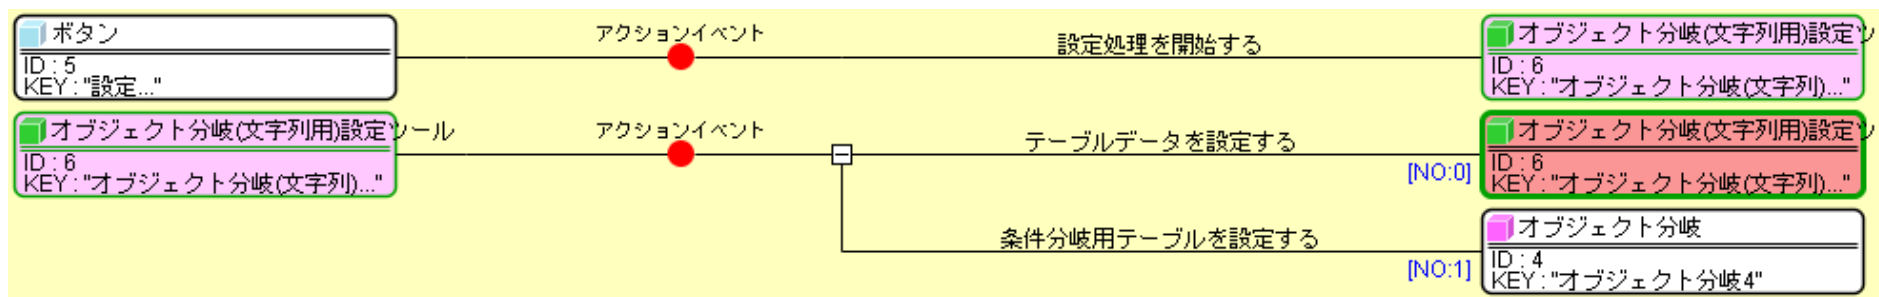 ボタン
ID : 5
KEY : "設定..."
アクションイベント
設定処理を開始する
オブジェクト分岐(文字列用)設定ツ
ID : 6
KEY : "オブジェクト分岐(文字列)..."
オブジェクト分岐(文字列用)設定ツール
ID : 6
KEY : "オブジェクト分岐(文字列)..."
アクションイベント
テーブルデータを設定する
[NO:0]
オブジェクト分岐(文字列用)設定ツ
ID : 6
KEY : "オブジェクト分岐(文字列)..."
条件分岐用テーブルを設定する
[NO:1]
オブジェクト分岐
ID : 4
KEY : "オブジェクト分岐4"